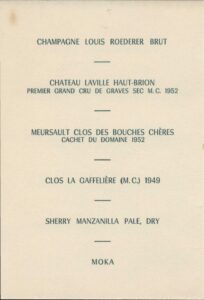 CHAMPAGNE LOUIS ROEDERER BRUT
CHATEAU LAVILLE HAUT-BRION
PREMIER GRAND CRU DE GRAVES SEC M. C. 1952
MEURSAULT CLOS DES BOUCHES CHÈRES
CACHET DU DOMAINE 1952
CLOS LA GAFFELIÈRE (M. C.) 1949
SHERRY MANZANILLA PALE, DRY
MOKA